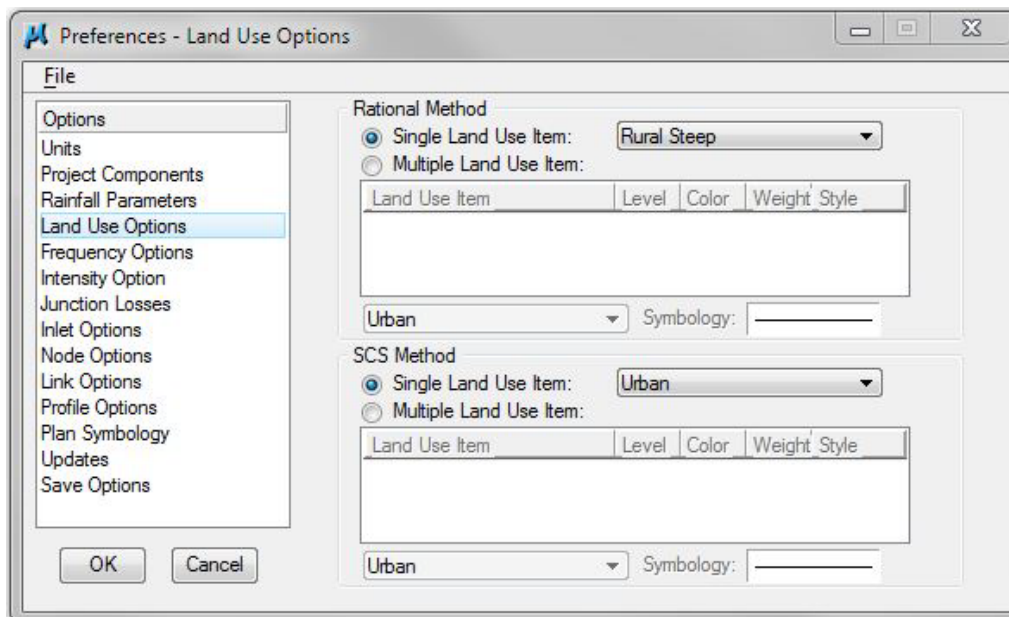 Preferences - Land Use Options
File
Options
Units
Project Components
Rainfall Parameters
Land Use Options
Frequency Options
Intensity Option
Junction Losses
Inlet Options
Node Options
Link Options
Profile Options
Plan Symbology
Updates
Save Options
OK Cancel
Rational Method
Single Land Use Item: Rural Steep
Multiple Land Use Item:
Land Use Item Level Color Weight Style
Urban Symbology:
SCS Method
Single Land Use Item: Urban
Multiple Land Use Item:
Land Use Item Level Color Weight Style
Urban Symbology: